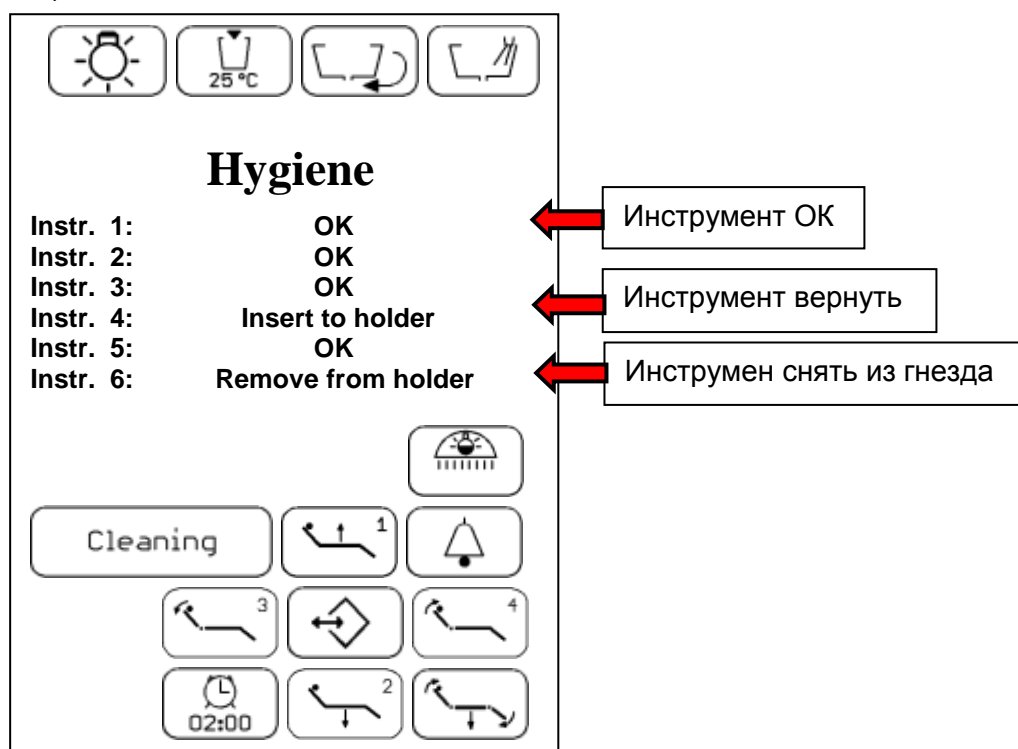 25 °C
Hygiene
Instr. 1: OK
Инструмент ОК
Instr. 2: OK
Instr. 3: OK
Инструмент вернуть
Instr. 4: Insert to holder
Instr. 5: OK
Instr. 6: Remove from holder
Инструмен снять из гнезда
Cleaning
1
3
4
02:00
2